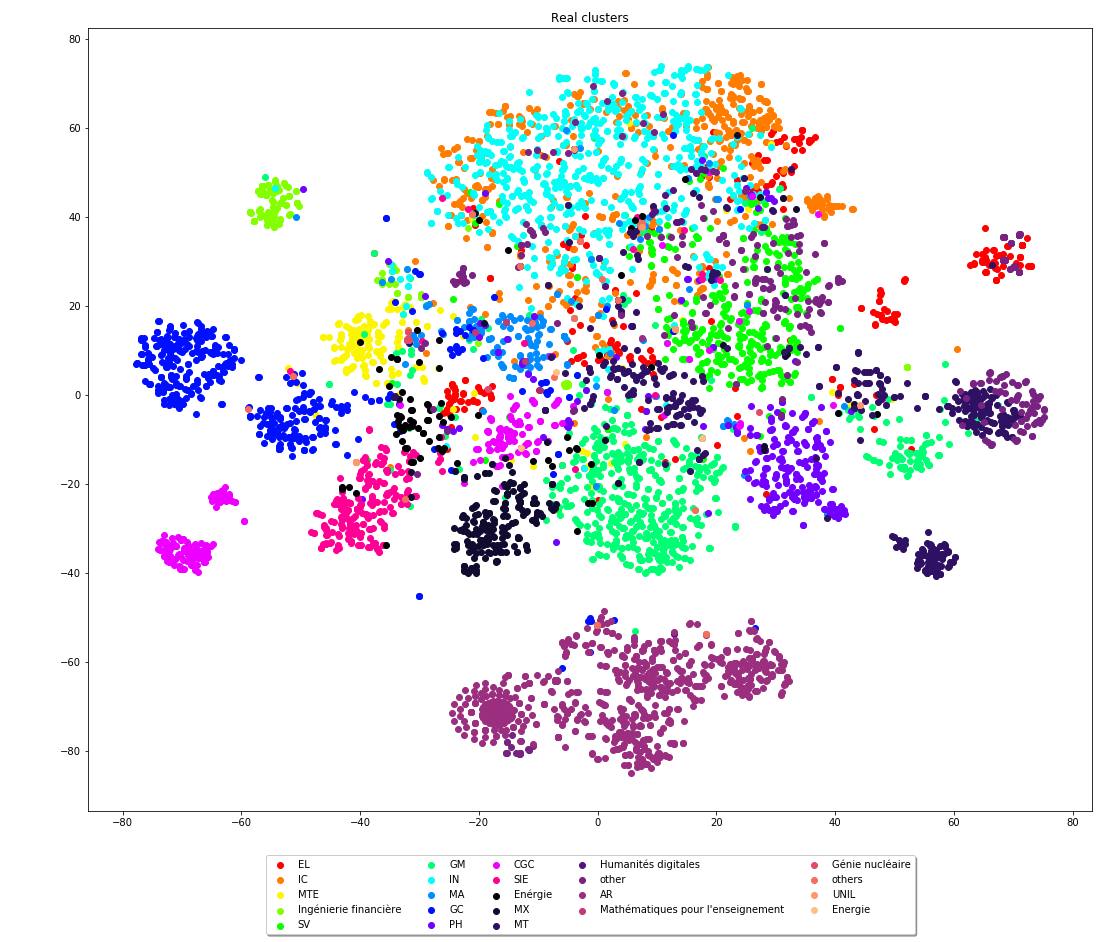 Real clusters
80
60
40
20
0
−20
−40
−60
−80
−80 −60 −40 −20 0 20 40 60 80
EL GM CGC Humanités digitales Génie nucléaire
IC IN SIE other others
MTE MA Enérgie AR UNIL
Ingénierie financière GC MX Mathématiques pour l'enseignement Energie
SV PH MT